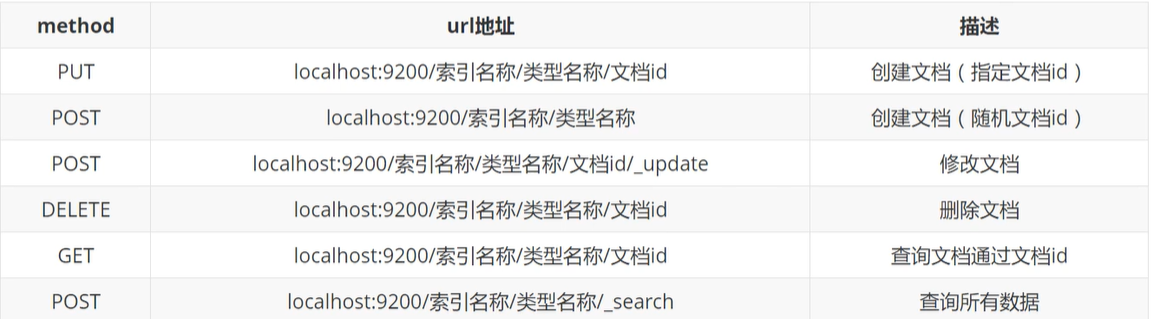 method url地址 描述
PUT localhost:9200/索引名称/类型名称/文档id 创建文档（指定文档id）
POST localhost:9200/索引名称/类型名称 创建文档（随机文档id）
POST localhost:9200/索引名称/类型名称/文档id/_update 修改文档
DELETE localhost:9200/索引名称/类型名称/文档id 删除文档
GET localhost:9200/索引名称/类型名称/文档id 查询文档通过文档id
POST localhost:9200/索引名称/类型名称/_search 查询所有数据